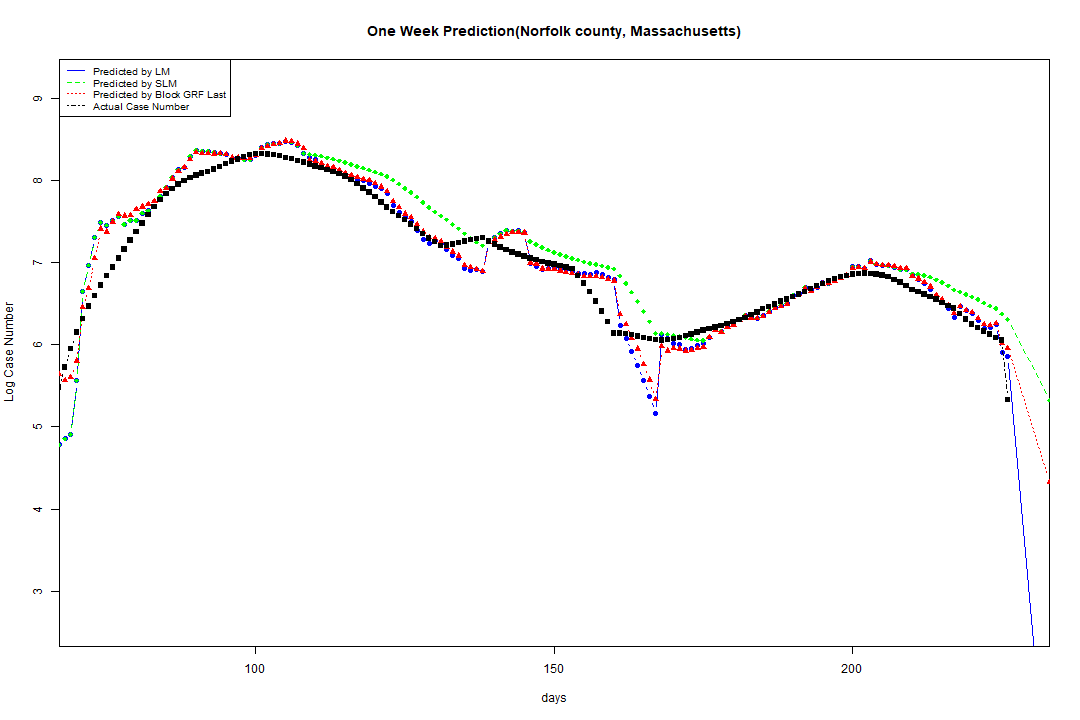 One Week Prediction(Norfolk county, Massachusetts)
Predicted by LM
Predicted by SLM
Predicted by Block GRF Last
Actual Case Number
9
8
7
6
5
4
3
Log Case Number
100 150 200
days